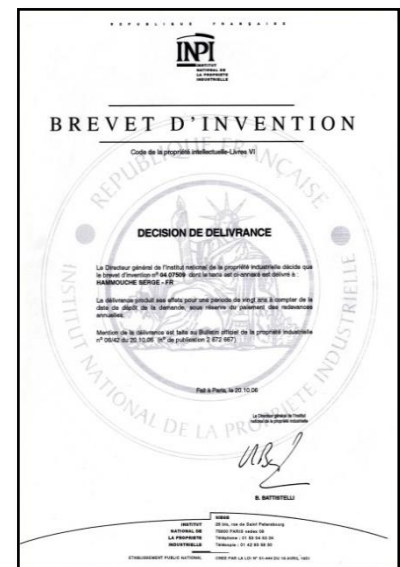 REPUBLIQUE FRANÇAISE
INPI
INSTITUT
NATIONAL DE
LA PROPRIETE
INDUSTRIELLE
BREVET D'INVENTION
Code de la propriété intellectuelle-Livres VI
RÉPUBLIQUE FRANÇAISE
INSTITUT NATIONAL DE LA PROPRIETE INDUSTRIELLE
DECISION DE DELIVRANCE
Le Directeur général de l'Institut national de la propriété industrielle décide que
le brevet d'invention n° 04 07509 dont le texte est ci-annexé est délivré à :
HAMMOUCHE SERGE - FR
La délivrance produit ses effets pour une période de vingt ans à compter de la
date de dépôt de la demande, sous réserve du paiement des redevances
annuelles.
Mention de la délivrance est faite au Bulletin officiel de la propriété industrielle
n° 06/42 du 20.10.06 (n° de publication 2 872 667)
Fait à Paris, le 20.10.06
Le Directeur général de l'Institut
national de la propriété industrielle
B. BATTISTELLI
SIEGE
INSTITUT
NATIONAL DE
LA PROPRIETE
INDUSTRIELLE
26 bis, rue de Saint Petersbourg
75800 PARIS cedex 08
Téléphone : 01 53 04 53 04
Télécopie : 01 42 93 59 30
ETABLISSEMENT PUBLIC NATIONAL
CREE PAR LA LOI N° 51-444 DU 19 AVRIL 1951